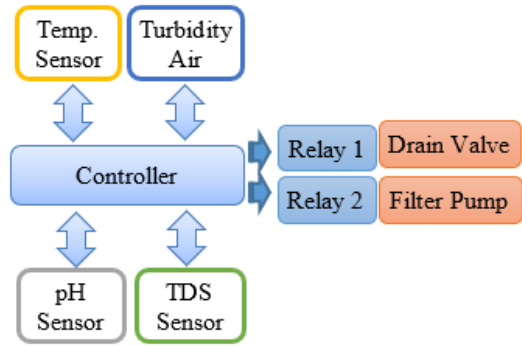 Temp.
Sensor
Turbidity
Air
Controller
Relay 1
Drain Valve
Relay 2
Filter Pump
pH
Sensor
TDS
Sensor